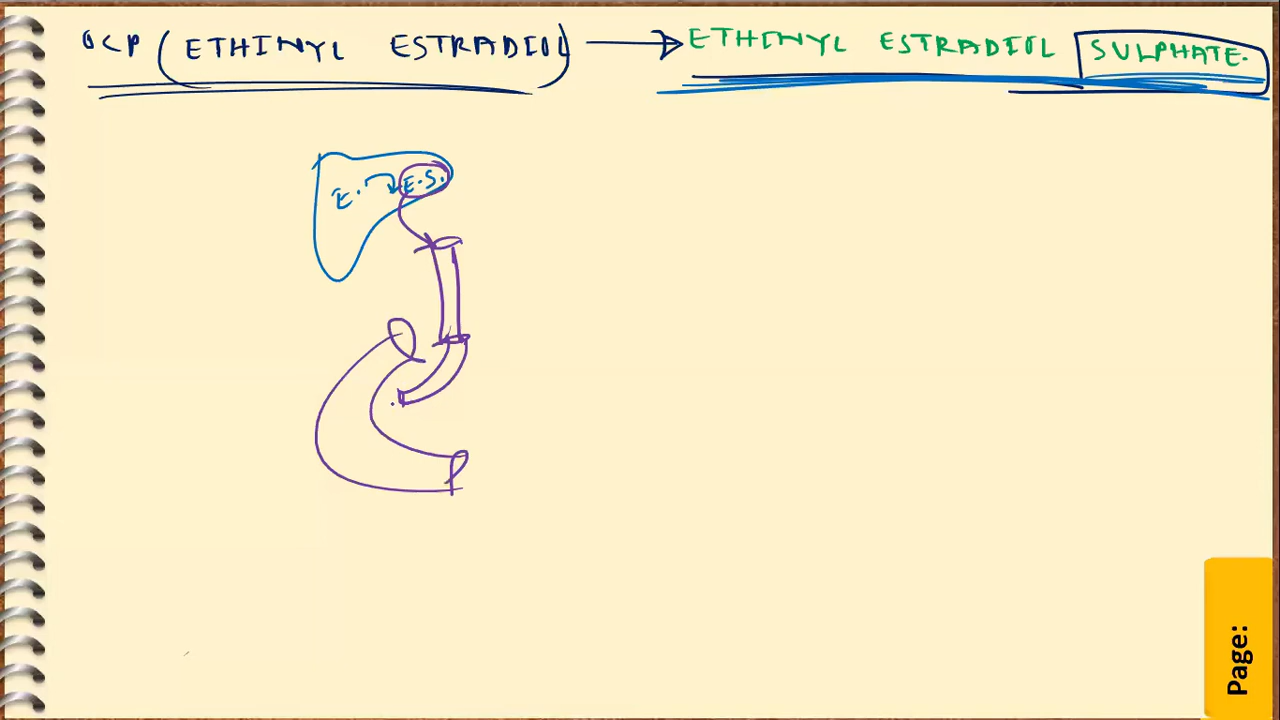 OCP (ETHINYL ESTRADIOL) → ETHINYL ESTRADIOL SULPHATE.
E. E.S.
Page: